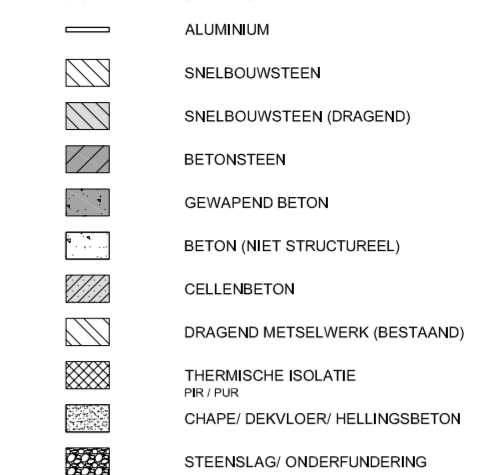 ALUMINIUM
SNELBOUWSTEEN
SNELBOUWSTEEN (DRAGEND)
BETONSTEEN
GEWAPEND BETON
BETON (NIET STRUCTUREEL)
CELLENBETON
DRAGEND METSELWERK (BESTAAND)
THERMISCHE ISOLATIE
PIR / PUR
CHAPE/ DEKVLOER/ HELLINGSBETON
STEENSLAG/ ONDERFUNDERING